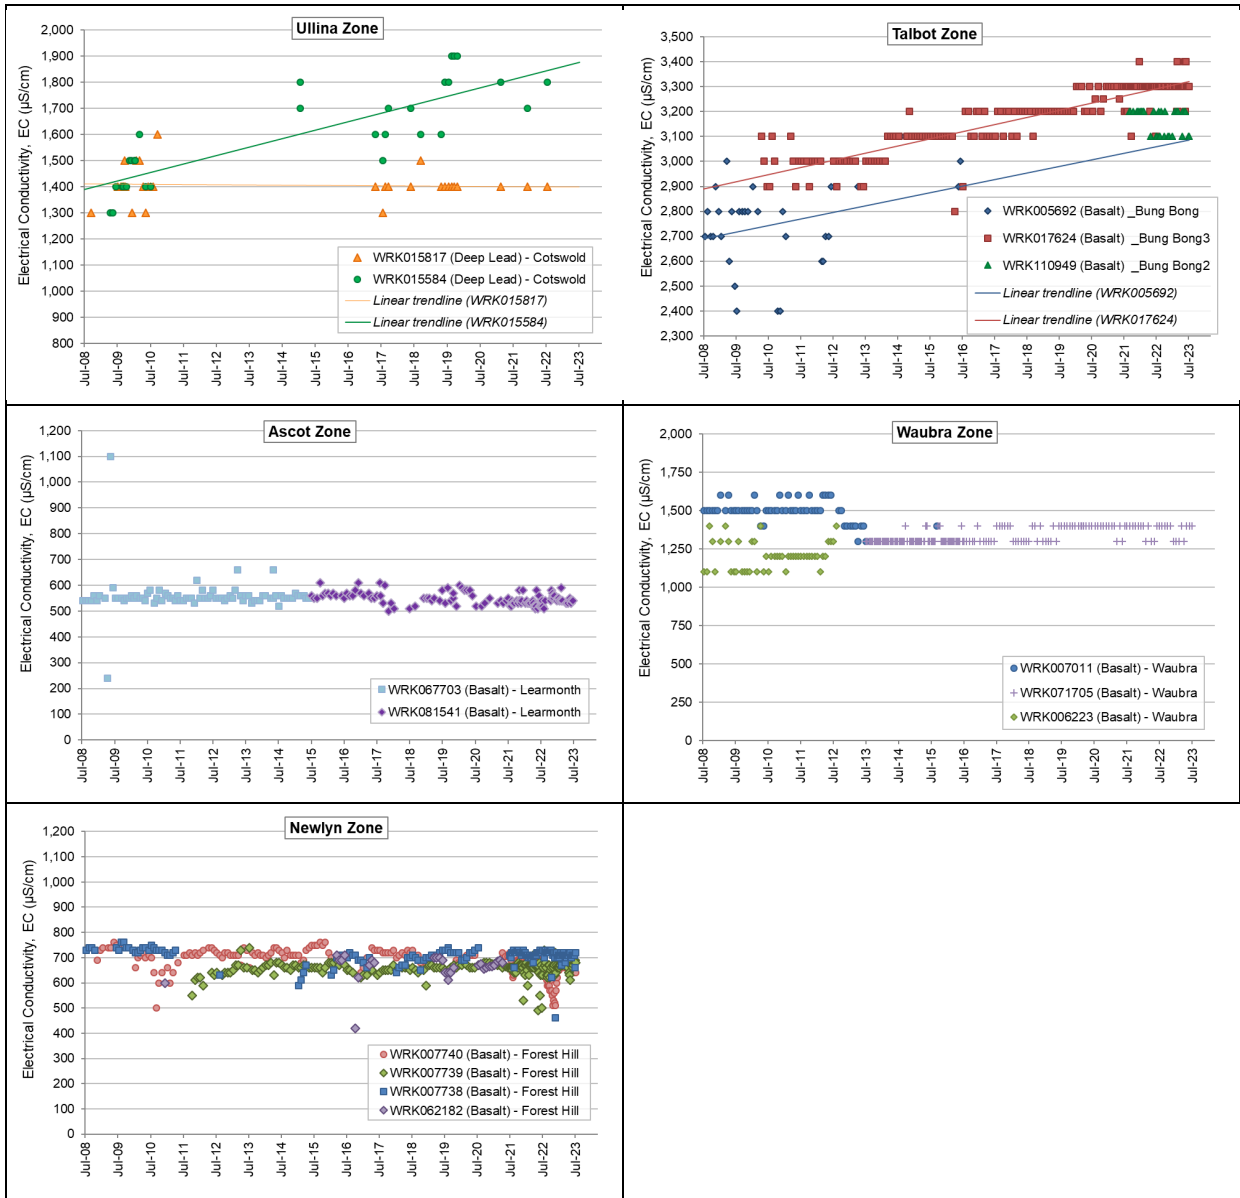 Ullina Zone
Electrical Conductivity, EC (µS/cm)
2,000
1,900
1,800
1,700
1,600
1,500
1,400
1,300
1,200
1,100
1,000
900
800
WRK015817 (Deep Lead) - Cotswold
WRK015584 (Deep Lead) - Cotswold
Linear trendline (WRK015817)
Linear trendline (WRK015584)
Jul-08 Jul-09 Jul-10 Jul-11 Jul-12 Jul-13 Jul-14 Jul-15 Jul-16 Jul-17 Jul-18 Jul-19 Jul-20 Jul-21 Jul-22 Jul-23
Talbot Zone
Electrical Conductivity, EC (µS/cm)
3,500
3,400
3,300
3,200
3,100
3,000
2,900
2,800
2,700
2,600
2,500
2,400
2,300
WRK005692 (Basalt) _Bung Bong
WRK017624 (Basalt) _Bung Bong3
WRK110949 (Basalt) _Bung Bong2
Linear trendline (WRK005692)
Linear trendline (WRK017624)
Jul-08 Jul-09 Jul-10 Jul-11 Jul-12 Jul-13 Jul-14 Jul-15 Jul-16 Jul-17 Jul-18 Jul-19 Jul-20 Jul-21 Jul-22 Jul-23
Ascot Zone
Electrical Conductivity, EC (µS/cm)
1,200
1,100
1,000
900
800
700
600
500
400
300
200
100
0
WRK067703 (Basalt) - Learmonth
WRK081541 (Basalt) - Learmonth
Jul-08 Jul-09 Jul-10 Jul-11 Jul-12 Jul-13 Jul-14 Jul-15 Jul-16 Jul-17 Jul-18 Jul-19 Jul-20 Jul-21 Jul-22 Jul-23
Waubra Zone
Electrical Conductivity, EC (µS/cm)
2,000
1,750
1,500
1,250
1,000
750
500
250
0
WRK007011 (Basalt) - Waubra
WRK071705 (Basalt) - Waubra
WRK006223 (Basalt) - Waubra
Jul-08 Jul-09 Jul-10 Jul-11 Jul-12 Jul-13 Jul-14 Jul-15 Jul-16 Jul-17 Jul-18 Jul-19 Jul-20 Jul-21 Jul-22 Jul-23
Newlyn Zone
Electrical Conductivity, EC (µS/cm)
1,200
1,100
1,000
900
800
700
600
500
400
300
200
100
0
WRK007740 (Basalt) - Forest Hill
WRK007739 (Basalt) - Forest Hill
WRK007738 (Basalt) - Forest Hill
WRK062182 (Basalt) - Forest Hill
Jul-08 Jul-09 Jul-10 Jul-11 Jul-12 Jul-13 Jul-14 Jul-15 Jul-16 Jul-17 Jul-18 Jul-19 Jul-20 Jul-21 Jul-22 Jul-23